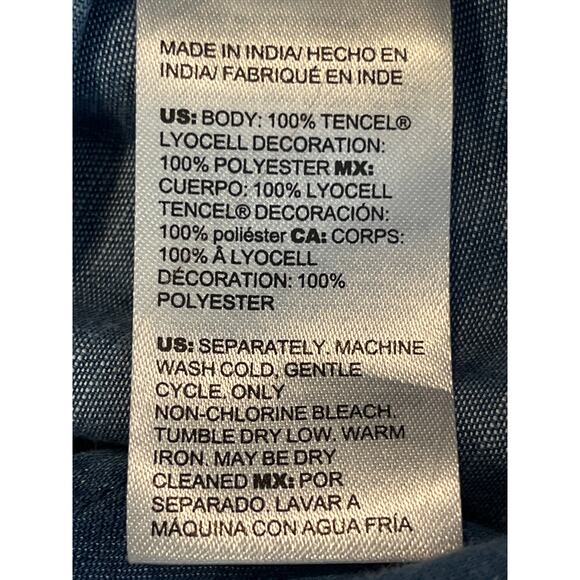 MADE IN INDIA/ HECHO EN
INDIA/ FABRIQUÉ EN INDE
US: BODY: 100% TENCEL®
LYOCELL DECORATION:
100% POLYESTER MX:
CUERPO: 100% LYOCELL
TENCEL® DECORACIÓN:
100% poliéster CA: CORPS:
100% Â LYOCELL
DÉCORATION: 100%
POLYESTER
US: SEPARATELY. MACHINE
WASH COLD, GENTLE
CYCLE. ONLY
NON-CHLORINE BLEACH.
TUMBLE DRY LOW. WARM
IRON. MAY BE DRY
CLEANED MX: POR
SEPARADO. LAVAR A
MÁQUINA CON AGUA FRÍA